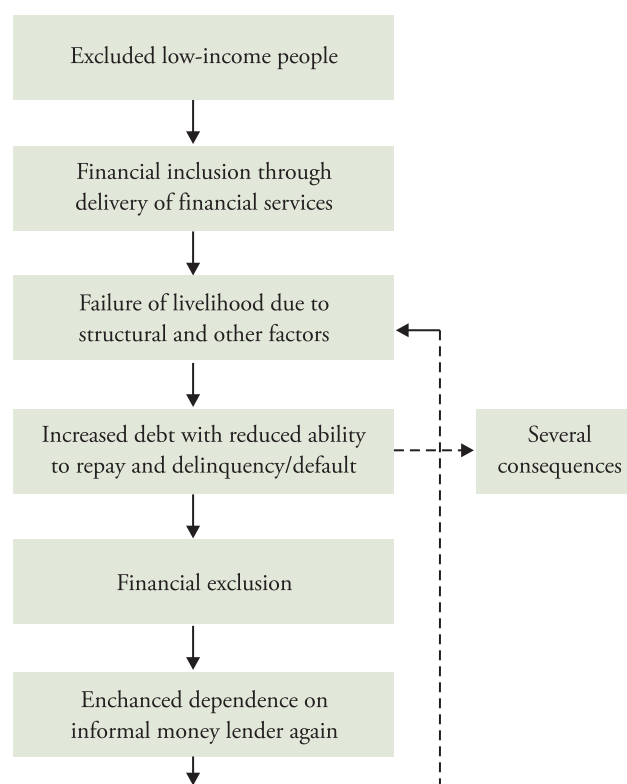 Excluded low-income people
Financial inclusion through
delivery of financial services
Failure of livelihood due to
structural and other factors
Increased debt with reduced ability
to repay and delinquency/default
Several
consequences
Financial exclusion
Enchanced dependence on
informal money lender again